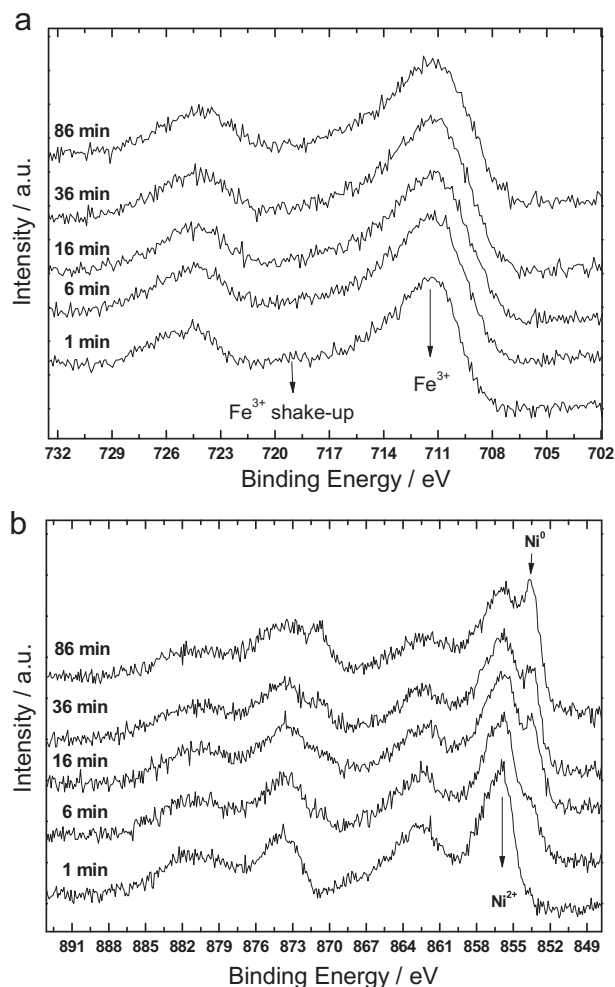 a
86 min
36 min
16 min
6 min
1 min
Fe³⁺ shake-up
Fe³⁺
Intensity / a.u.
732 729 726 723 720 717 714 711 708 705 702
Binding Energy / eV
b
Ni⁰
86 min
36 min
16 min
6 min
1 min
Ni²⁺
Intensity / a.u.
891 888 885 882 879 876 873 870 867 864 861 858 855 852 849
Binding Energy / eV